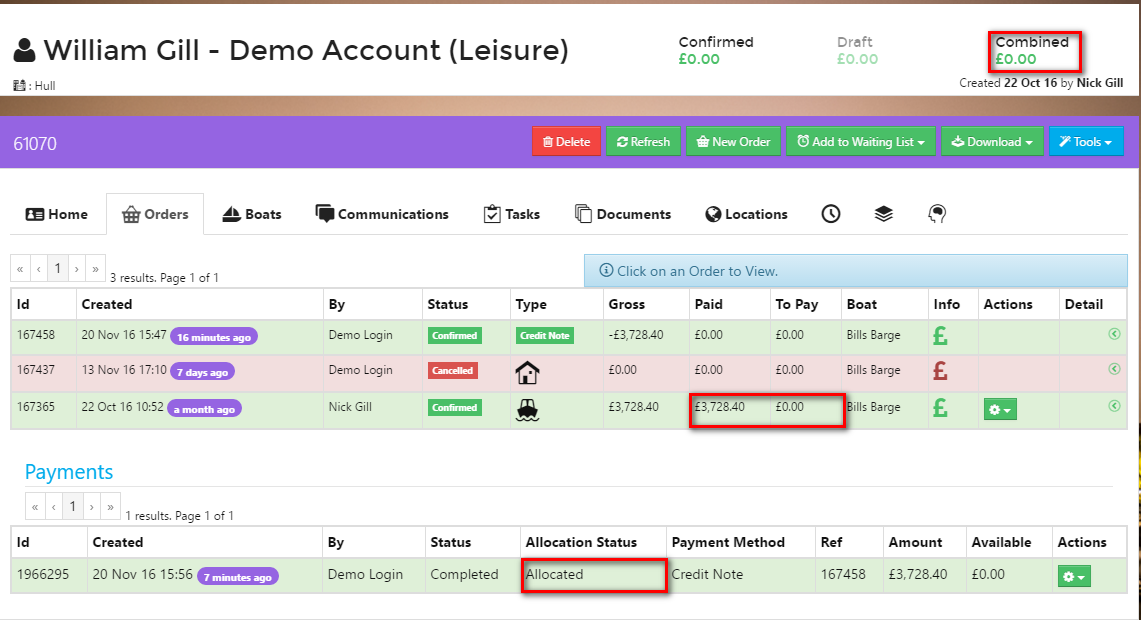 William Gill - Demo Account (Leisure)
Confirmed
£0.00
Draft
£0.00
Combined
£0.00
: Hull
Created 22 Oct 16 by Nick Gill
61070
Delete
Refresh
New Order
Add to Waiting List
Download
Tools
Home
Orders
Boats
Communications
Tasks
Documents
Locations
« ‹ 1 › »
3 results. Page 1 of 1
Click on an Order to View.
Id Created By Status Type Gross Paid To Pay Boat Info Actions Detail
167458 20 Nov 16 15:47 16 minutes ago Demo Login Confirmed Credit Note -£3,728.40 £0.00 £0.00 Bills Barge £
167437 13 Nov 16 17:10 7 days ago Demo Login Cancelled £0.00 £0.00 £0.00 Bills Barge £
167365 22 Oct 16 10:52 a month ago Nick Gill Confirmed £3,728.40 £3,728.40 £0.00 Bills Barge £
Payments
« ‹ 1 › »
1 results. Page 1 of 1
Id Created By Status Allocation Status Payment Method Ref Amount Available Actions
1966295 20 Nov 16 15:56 7 minutes ago Demo Login Completed Allocated Credit Note 167458 £3,728.40 £0.00